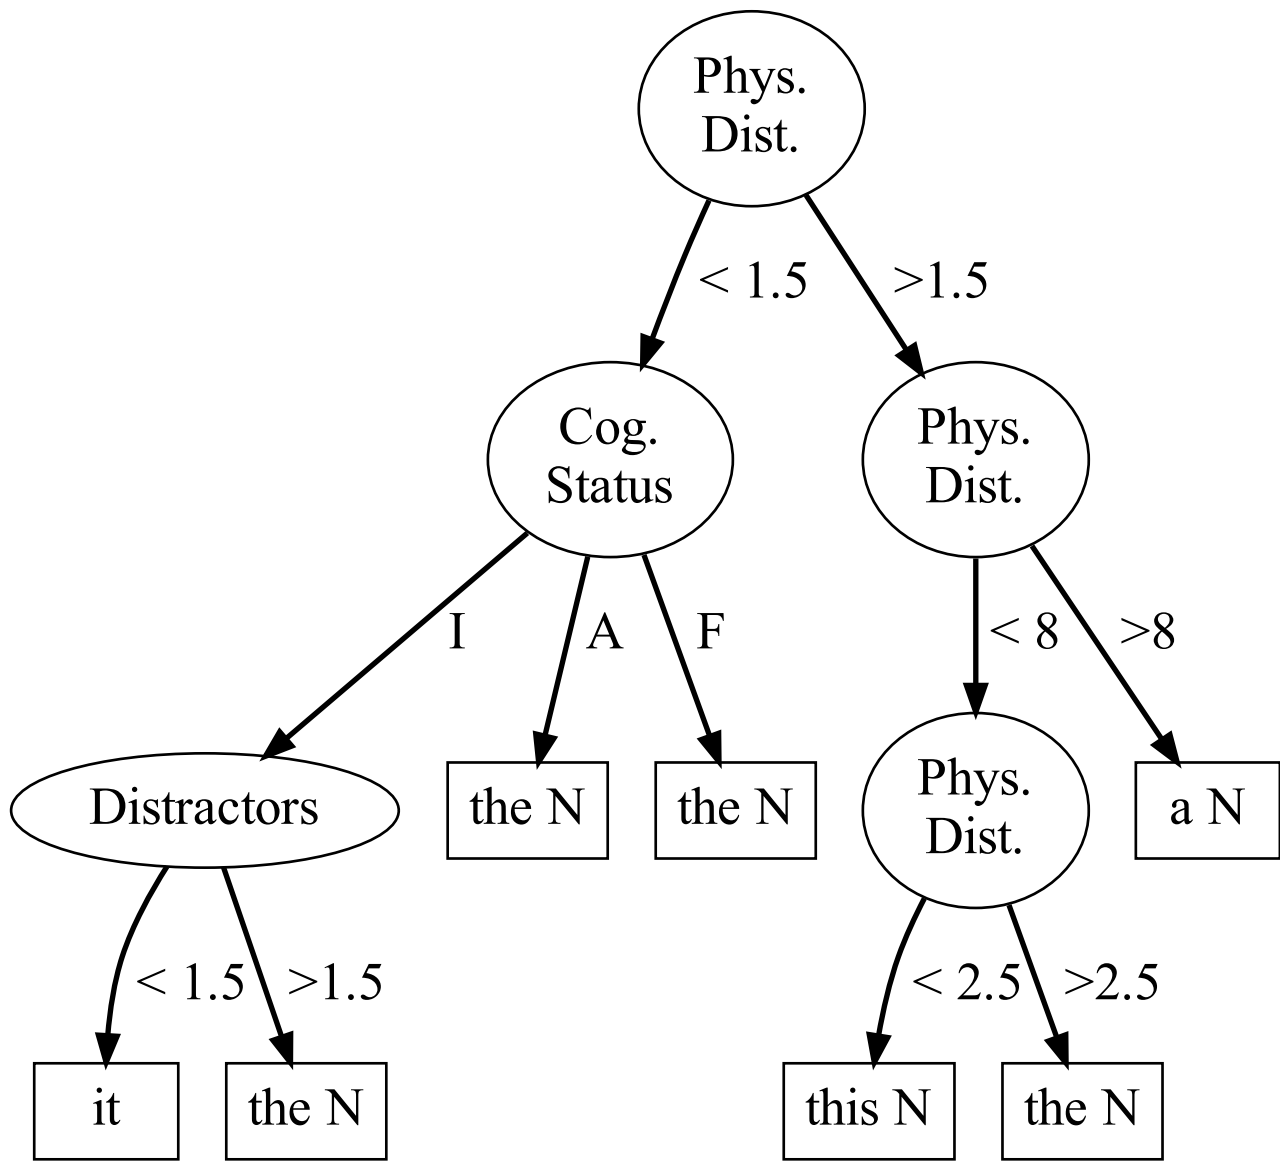 Phys.
Dist.
< 1.5
>1.5
Cog.
Status
Phys.
Dist.
I
A
F
< 8
>8
Distractors
the N
the N
Phys.
Dist.
a N
< 1.5
>1.5
< 2.5
>2.5
it
the N
this N
the N